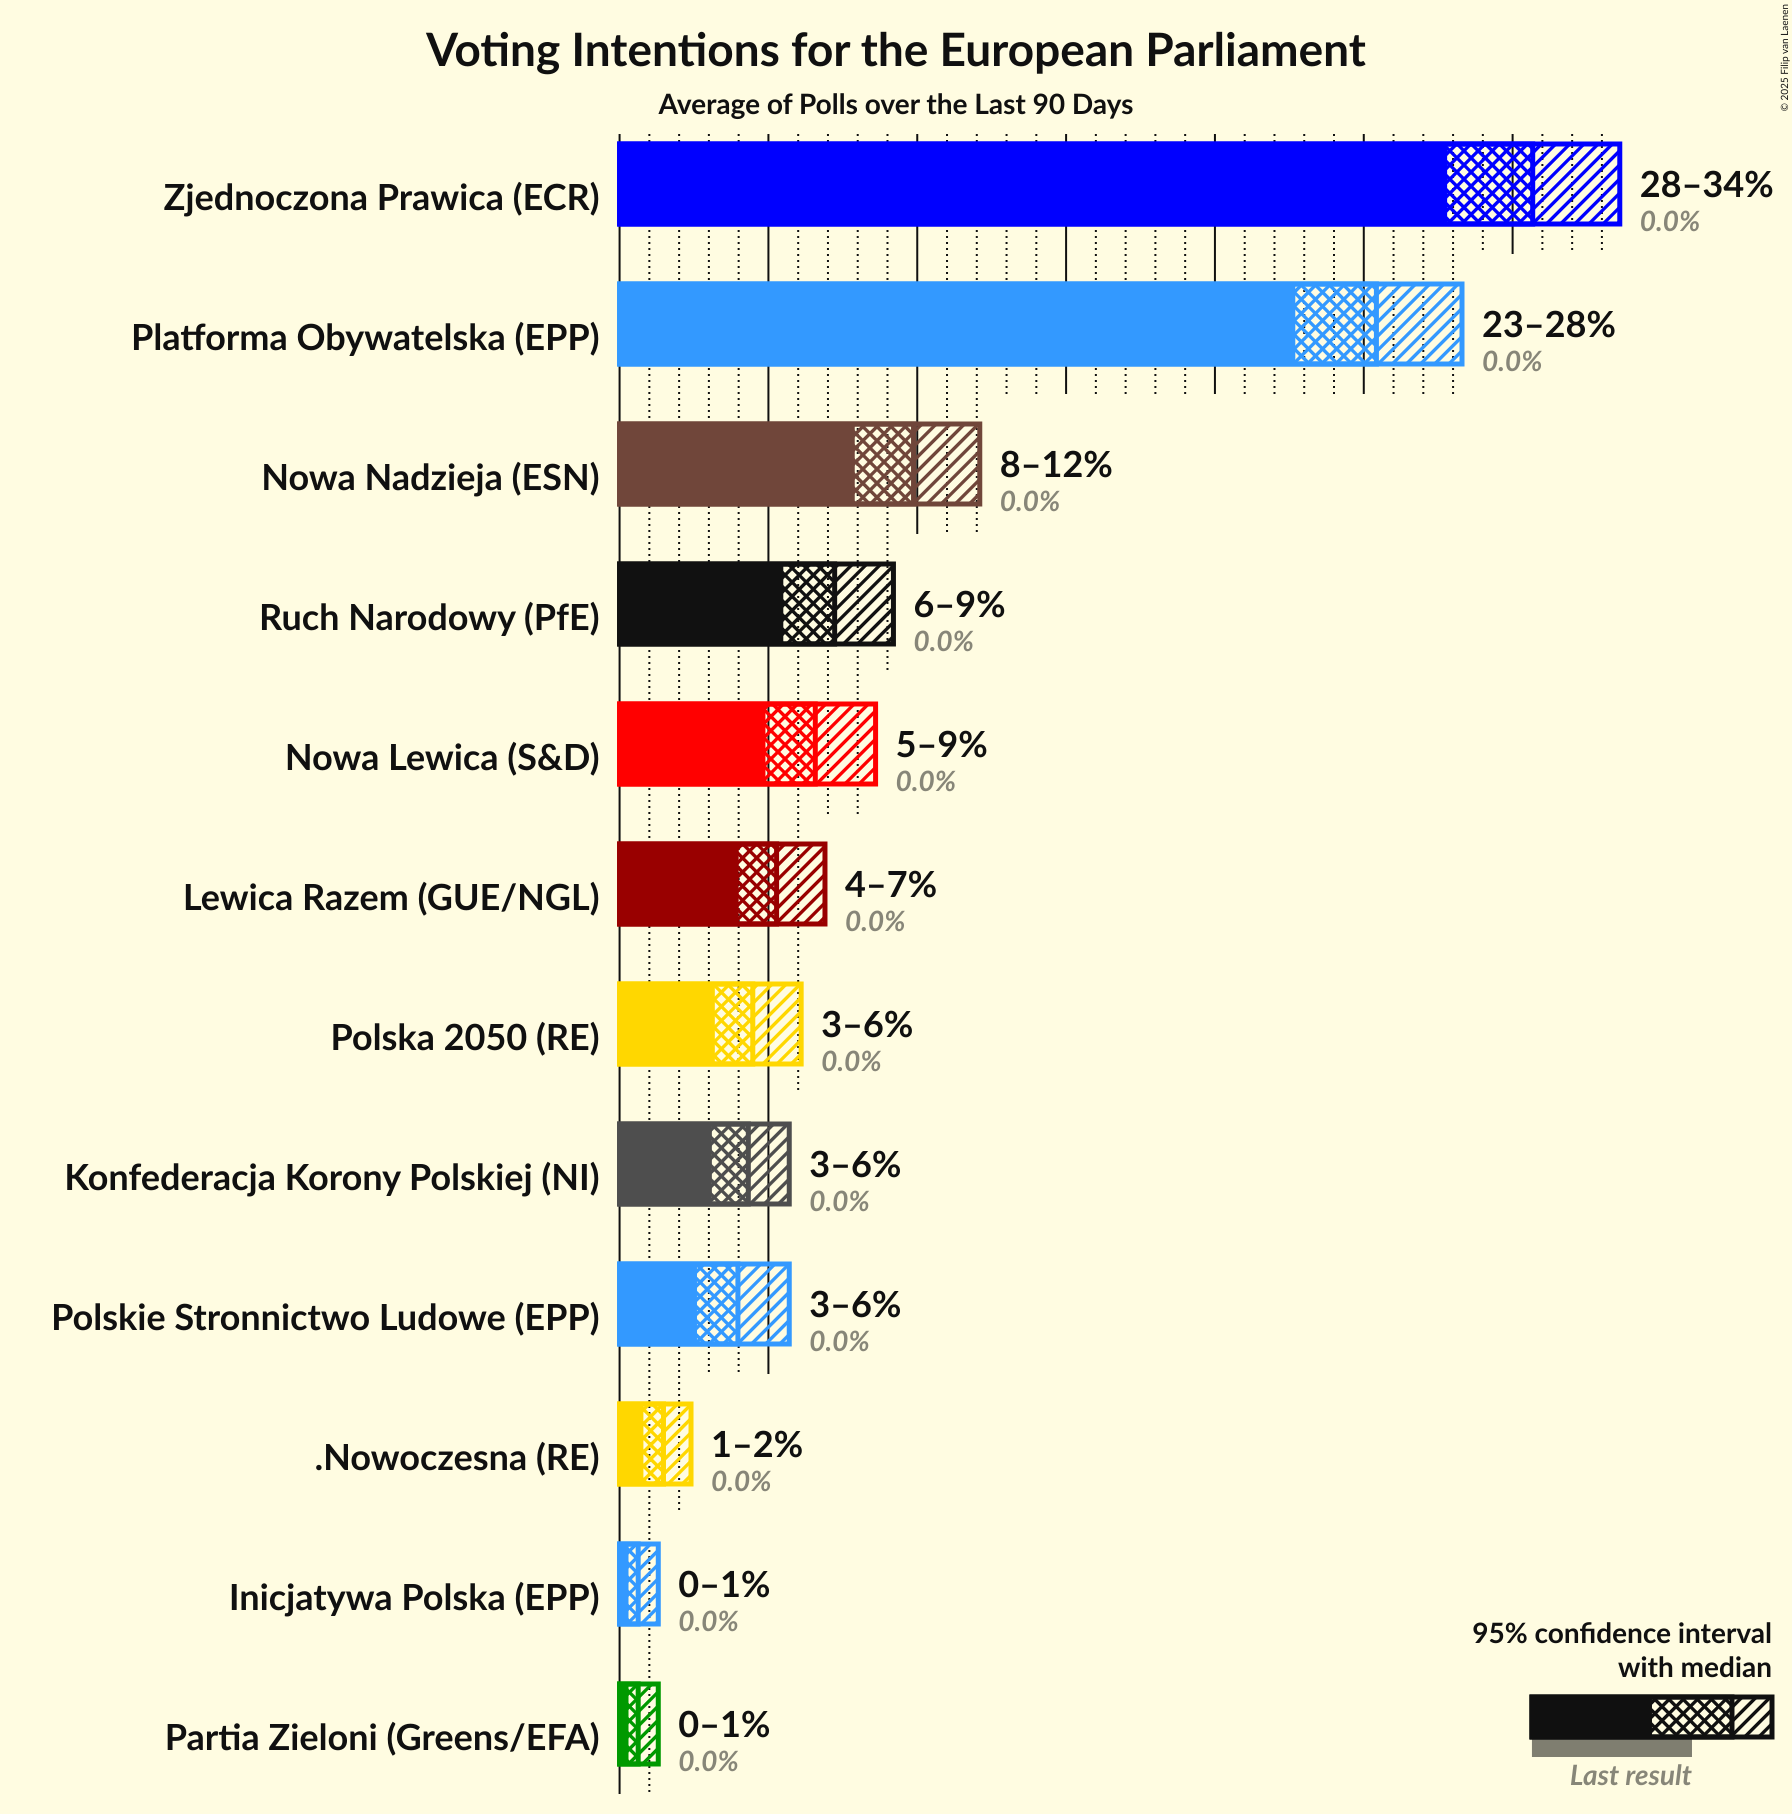 Voting Intentions for the European Parliament
Average of Polls over the Last 90 Days
© 2025 Filip van Laenen
Zjednoczona Prawica (ECR)
28–34%
0.0%
Platforma Obywatelska (EPP)
23–28%
0.0%
Nowa Nadzieja (ESN)
8–12%
0.0%
Ruch Narodowy (PfE)
6–9%
0.0%
Nowa Lewica (S&D)
5–9%
0.0%
Lewica Razem (GUE/NGL)
4–7%
0.0%
Polska 2050 (RE)
3–6%
0.0%
Konfederacja Korony Polskiej (NI)
3–6%
0.0%
Polskie Stronnictwo Ludowe (EPP)
3–6%
0.0%
.Nowoczesna (RE)
1–2%
0.0%
Inicjatywa Polska (EPP)
0–1%
0.0%
Partia Zieloni (Greens/EFA)
0–1%
0.0%
95% confidence interval
with median
Last result